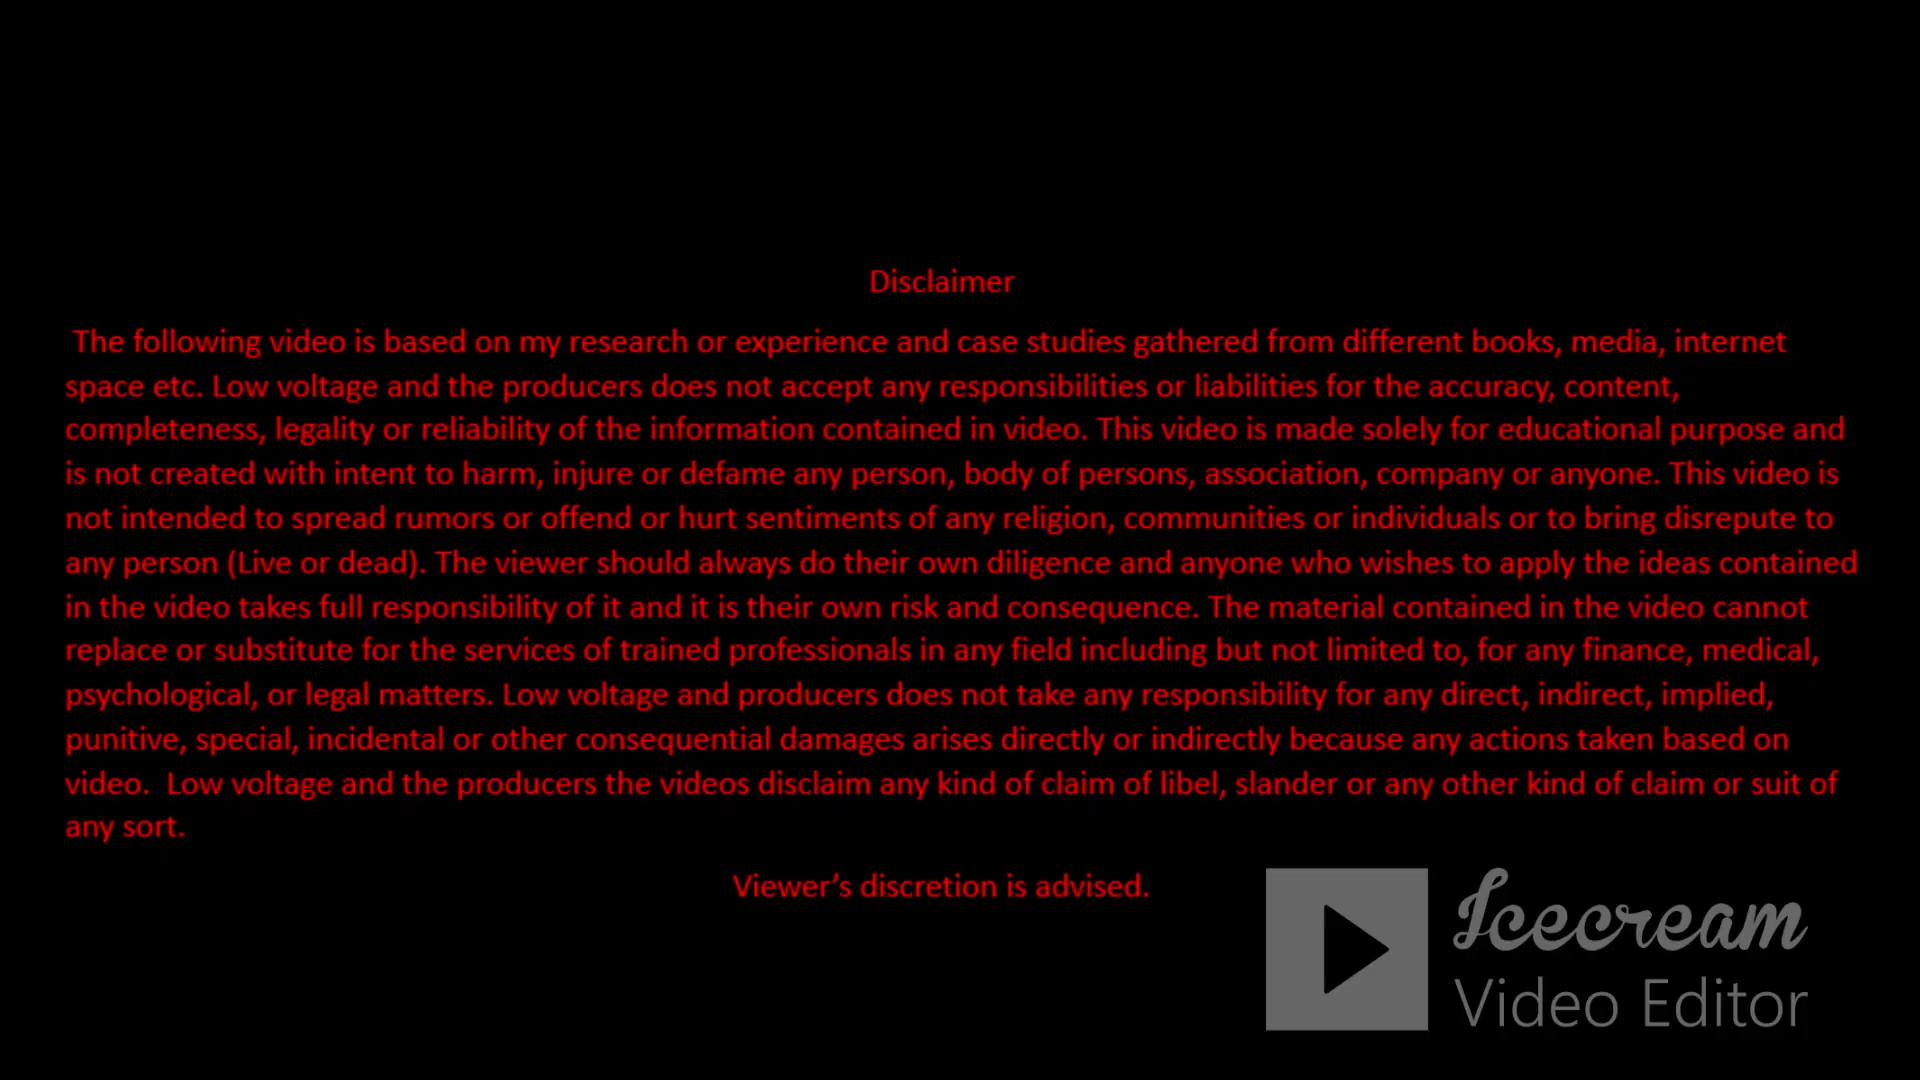 Disclaimer
The following video is based on my research or experience and case studies gathered from different books, media, internet
space etc. Low voltage and the producers does not accept any responsibilities or liabilities for the accuracy, content,
completeness, legality or reliability of the information contained in video. This video is made solely for educational purpose and
is not created with intent to harm, injure or defame any person, body of persons, association, company or anyone. This video is
not intended to spread rumors or offend or hurt sentiments of any religion, communities or individuals or to bring disrepute to
any person (Live or dead). The viewer should always do their own diligence and anyone who wishes to apply the ideas contained
in the video takes full responsibility of it and it is their own risk and consequence. The material contained in the video cannot
replace or substitute for the services of trained professionals in any field including but not limited to, for any finance, medical,
psychological, or legal matters. Low voltage and producers does not take any responsibility for any direct, indirect, implied,
punitive, special, incidental or other consequential damages arises directly or indirectly because any actions taken based on
video.  Low voltage and the producers the videos disclaim any kind of claim of libel, slander or any other kind of claim or suit of
any sort.
Viewer’s discretion is advised.
Icecream
Video Editor